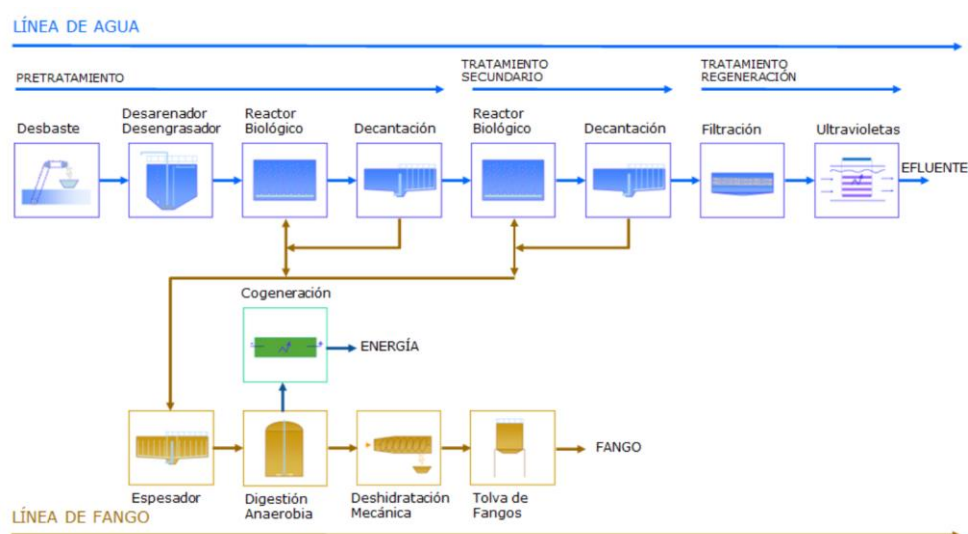 LÍNEA DE AGUA
PRETRATAMIENTO
TRATAMIENTO
SECUNDARIO
TRATAMIENTO
REGENERACIÓN
Desbaste
Desarenador
Desengrasador
Reactor
Biológico
Decantación
Reactor
Biológico
Decantación
Filtración
Ultravioletas
EFLUENTE
Cogeneración
ENERGÍA
FANGO
Espesador
Digestión
Anaerobia
Deshidratación
Mecánica
Tolva de
Fangos
LÍNEA DE FANGO